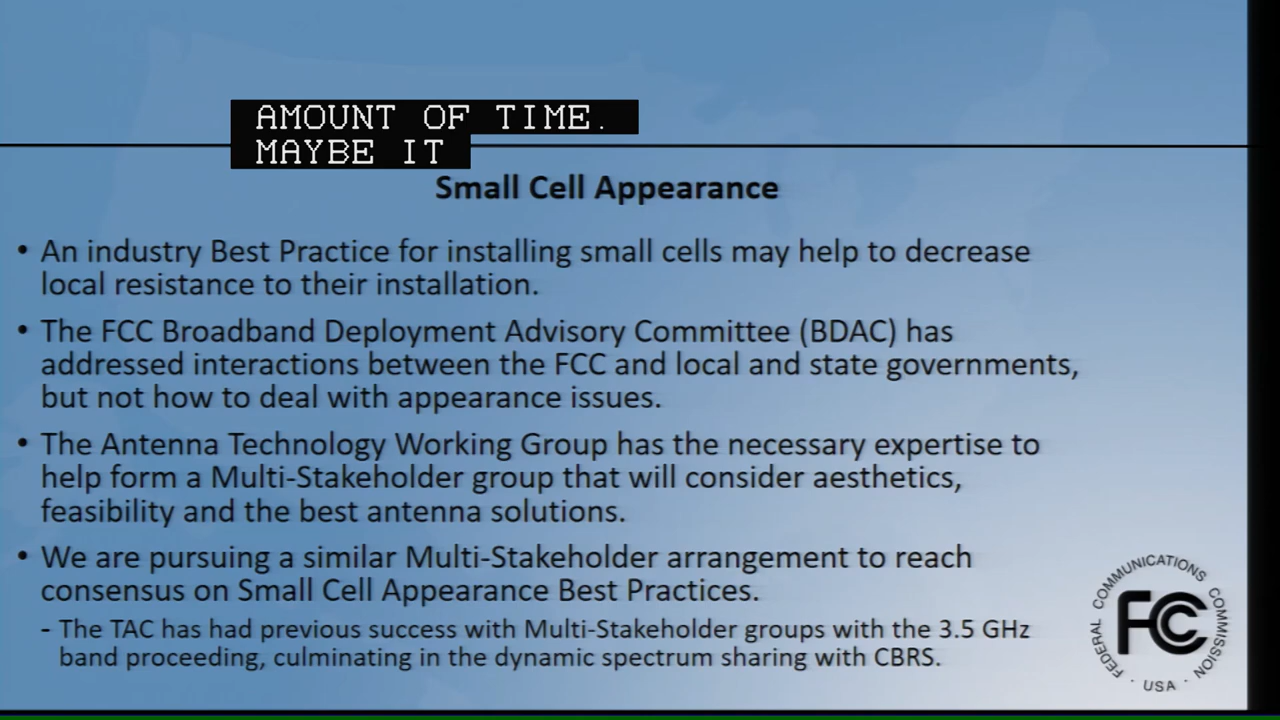 AMOUNT OF TIME.
MAYBE IT
Small Cell Appearance
• An industry Best Practice for installing small cells may help to decrease
local resistance to their installation.
• The FCC Broadband Deployment Advisory Committee (BDAC) has
addressed interactions between the FCC and local and state governments,
but not how to deal with appearance issues.
• The Antenna Technology Working Group has the necessary expertise to
help form a Multi-Stakeholder group that will consider aesthetics,
feasibility and the best antenna solutions.
• We are pursuing a similar Multi-Stakeholder arrangement to reach
consensus on Small Cell Appearance Best Practices.
- The TAC has had previous success with Multi-Stakeholder groups with the 3.5 GHz
band proceeding, culminating in the dynamic spectrum sharing with CBRS.
FEDERAL COMMUNICATIONS COMMISSION
FCC
· USA ·